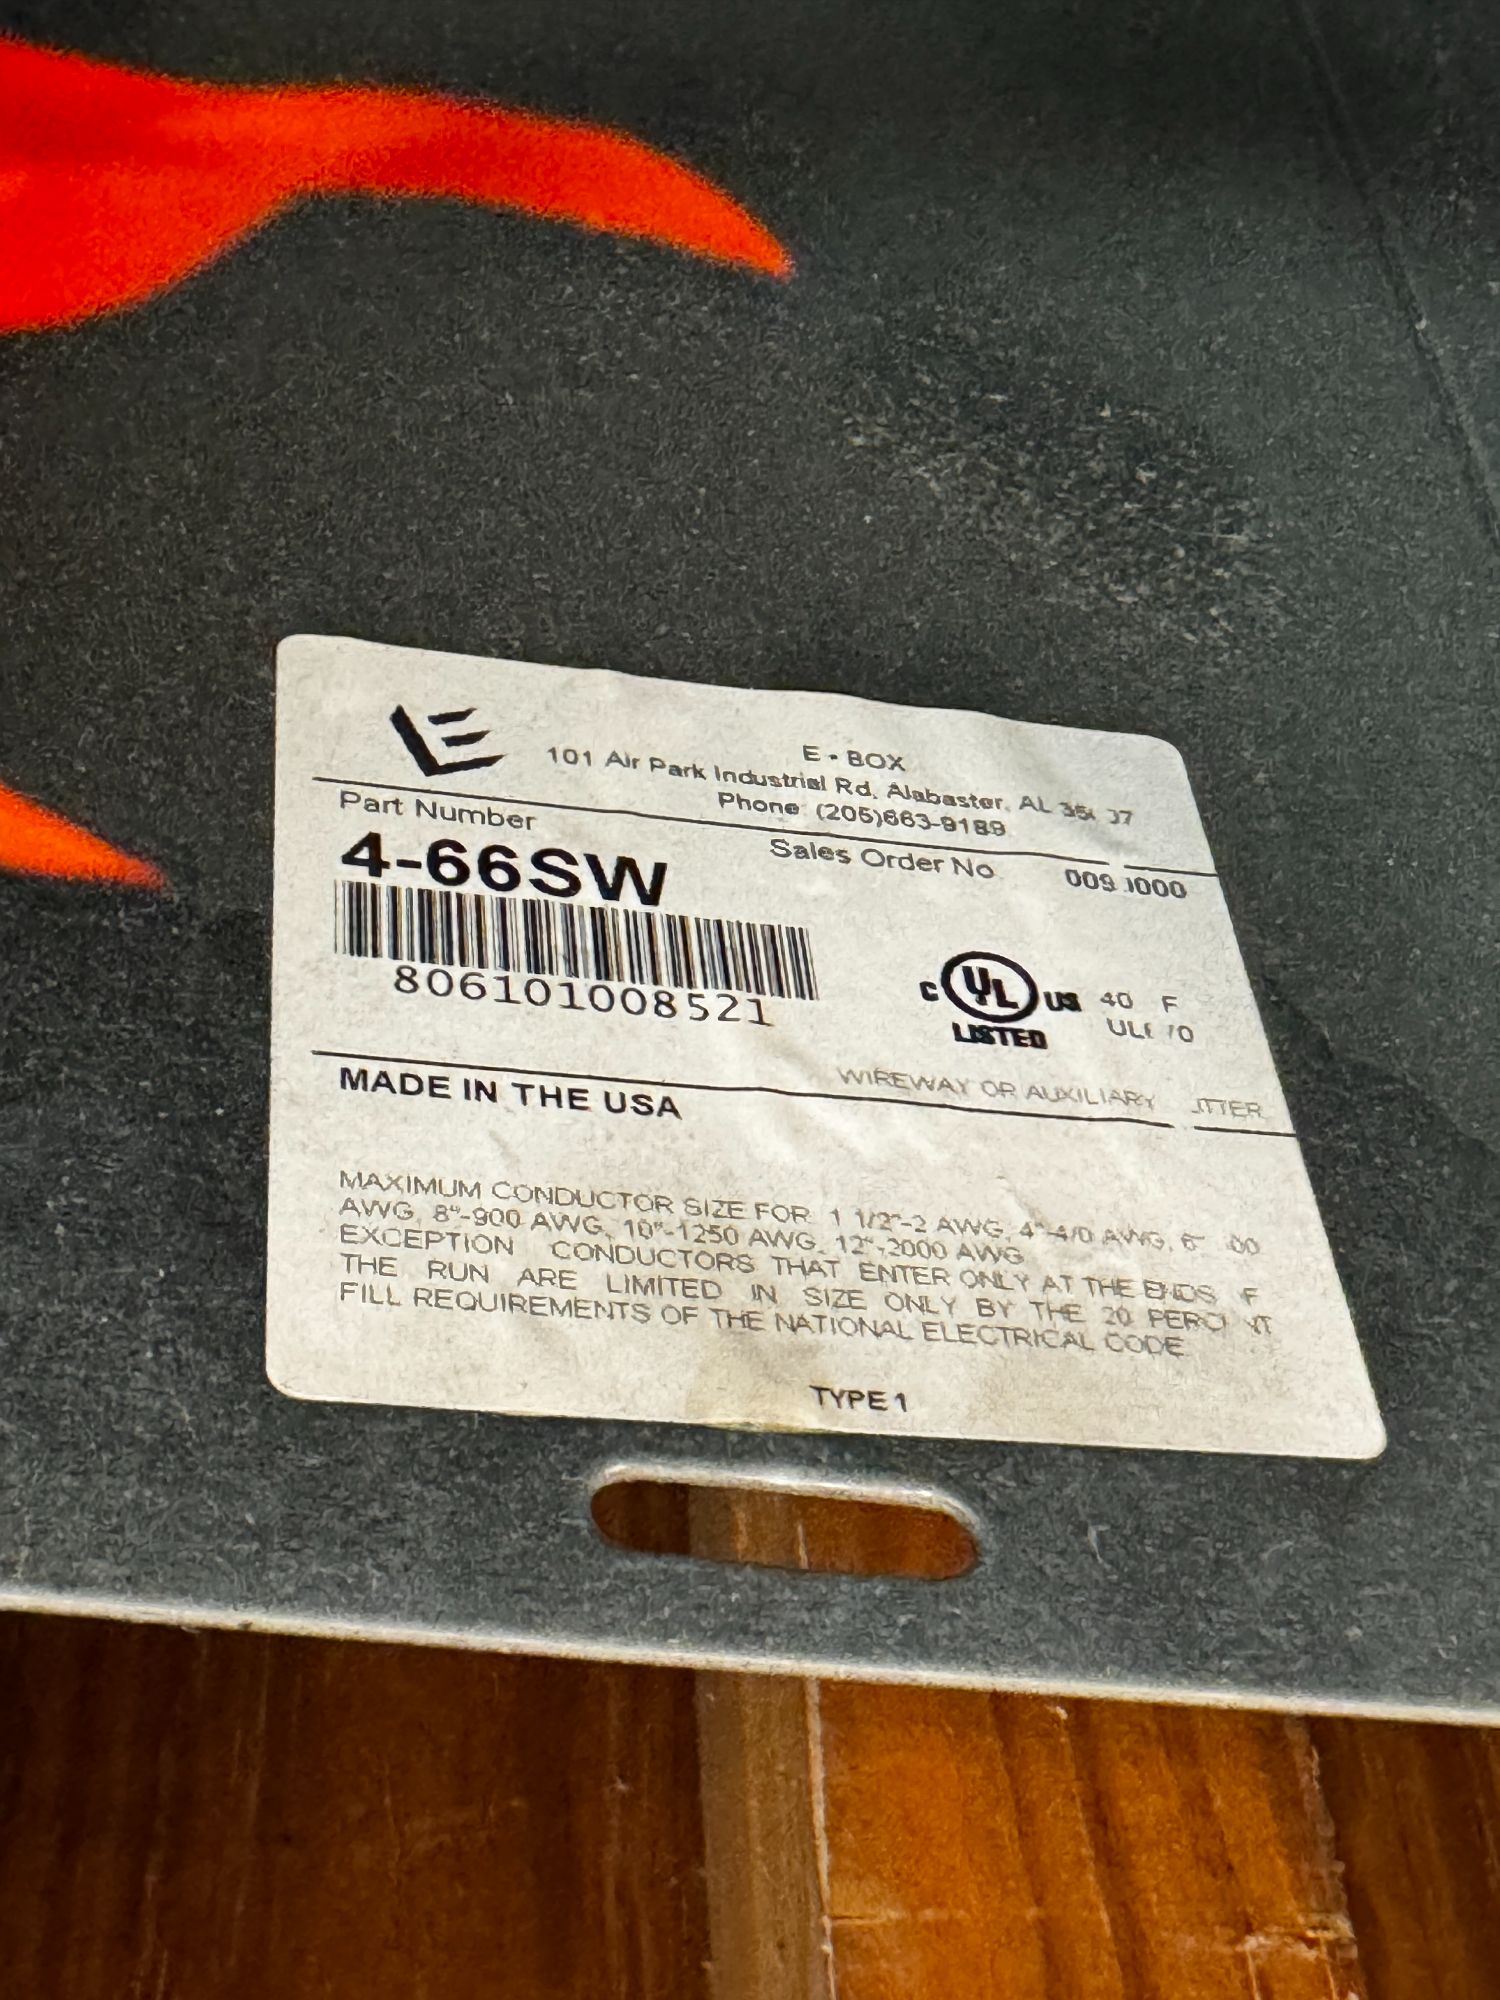 E - BOX
101 Air Park Industrial Rd. Alabaster, AL
Phone (205)663-9189
Part Number
4-66SW
Sales Order No
806101008521
C UL US
LISTED
40 F
MADE IN THE USA
WIREWAY OR AUXILIARY
MAXIMUM CONDUCTOR SIZE FOR 1 1/2"-2 AWG, 4"-4/0 AWG, 6"
AWG, 8"-900 AWG, 10"-1250 AWG, 12"-2000 AWG
EXCEPTION CONDUCTORS THAT ENTER ONLY AT THE ENDS
THE RUN ARE LIMITED IN SIZE ONLY BY THE 20
FILL REQUIREMENTS OF THE NATIONAL ELECTRICAL CODE
TYPE 1